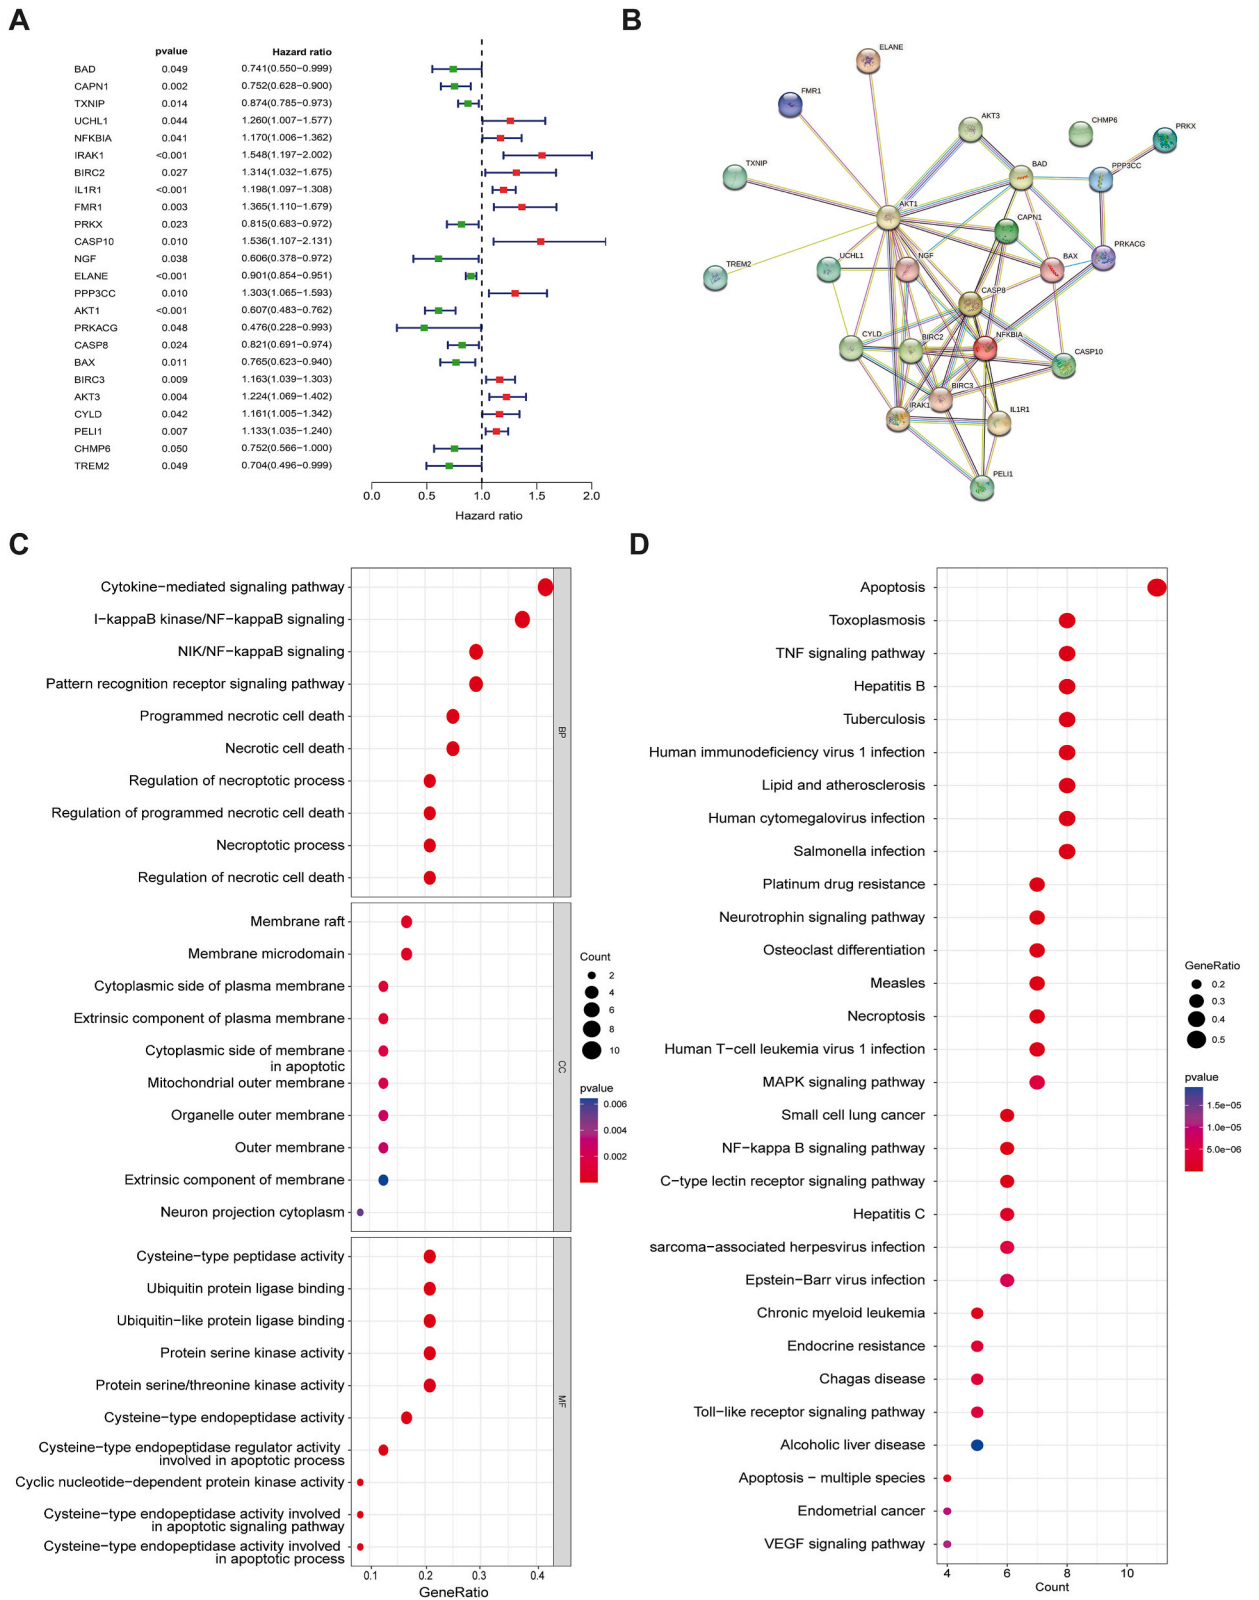 A
pvalue Hazard ratio
BAD 0.049 0.741(0.550−0.999)
CAPN1 0.002 0.752(0.628−0.900)
TXNIP 0.014 0.874(0.785−0.973)
UCHL1 0.044 1.260(1.007−1.577)
NFKBIA 0.041 1.170(1.006−1.362)
IRAK1 <0.001 1.548(1.197−2.002)
BIRC2 0.027 1.314(1.032−1.675)
IL1R1 <0.001 1.198(1.097−1.308)
FMR1 0.003 1.365(1.110−1.679)
PRKX 0.023 0.815(0.683−0.972)
CASP10 0.010 1.536(1.107−2.131)
NGF 0.038 0.606(0.378−0.972)
ELANE <0.001 0.901(0.854−0.951)
PPP3CC 0.010 1.303(1.065−1.593)
AKT1 <0.001 0.607(0.483−0.762)
PRKACG 0.048 0.476(0.228−0.993)
CASP8 0.024 0.821(0.691−0.974)
BAX 0.011 0.765(0.623−0.940)
BIRC3 0.009 1.163(1.039−1.303)
AKT3 0.004 1.224(1.069−1.402)
CYLD 0.042 1.161(1.005−1.342)
PELI1 0.007 1.133(1.035−1.240)
CHMP6 0.050 0.752(0.566−1.000)
TREM2 0.049 0.704(0.496−0.999)
0.0 0.5 1.0 1.5 2.0
Hazard ratio
B
ELANE
FMR1
AKT3
CHMP6
PRKX
TXNIP
BAD
PPP3CC
AKT1
CAPN1
PRKACG
TREM2
UCHL1
NGF
BAX
CASP8
CYLD
BIRC2
NFKBIA
CASP10
BIRC3
IRAK1
IL1R1
PELI1
C
Cytokine−mediated signaling pathway
I−kappaB kinase/NF−kappaB signaling
NIK/NF−kappaB signaling
Pattern recognition receptor signaling pathway
Programmed necrotic cell death
Necrotic cell death
Regulation of necroptotic process
Regulation of programmed necrotic cell death
Necroptotic process
Regulation of necrotic cell death
BP
Membrane raft
Membrane microdomain
Cytoplasmic side of plasma membrane
Extrinsic component of plasma membrane
Cytoplasmic side of membrane
in apoptotic
Mitochondrial outer membrane
Organelle outer membrane
Outer membrane
Extrinsic component of membrane
Neuron projection cytoplasm
CC
Cysteine−type peptidase activity
Ubiquitin protein ligase binding
Ubiquitin−like protein ligase binding
Protein serine kinase activity
Protein serine/threonine kinase activity
Cysteine−type endopeptidase activity
Cysteine−type endopeptidase regulator activity
involved in apoptotic process
Cyclic nucleotide−dependent protein kinase activity
Cysteine−type endopeptidase activity involved
in apoptotic signaling pathway
Cysteine−type endopeptidase activity involved
in apoptotic process
MF
0.1 0.2 0.3 0.4
GeneRatio
Count
2
4
6
8
10
pvalue
0.006
0.004
0.002
D
Apoptosis
Toxoplasmosis
TNF signaling pathway
Hepatitis B
Tuberculosis
Human immunodeficiency virus 1 infection
Lipid and atherosclerosis
Human cytomegalovirus infection
Salmonella infection
Platinum drug resistance
Neurotrophin signaling pathway
Osteoclast differentiation
Measles
Necroptosis
Human T−cell leukemia virus 1 infection
MAPK signaling pathway
Small cell lung cancer
NF−kappa B signaling pathway
C−type lectin receptor signaling pathway
Hepatitis C
sarcoma−associated herpesvirus infection
Epstein−Barr virus infection
Chronic myeloid leukemia
Endocrine resistance
Chagas disease
Toll−like receptor signaling pathway
Alcoholic liver disease
Apoptosis − multiple species
Endometrial cancer
VEGF signaling pathway
4 6 8 10
Count
GeneRatio
0.2
0.3
0.4
0.5
pvalue
1.5e−05
1.0e−05
5.0e−06